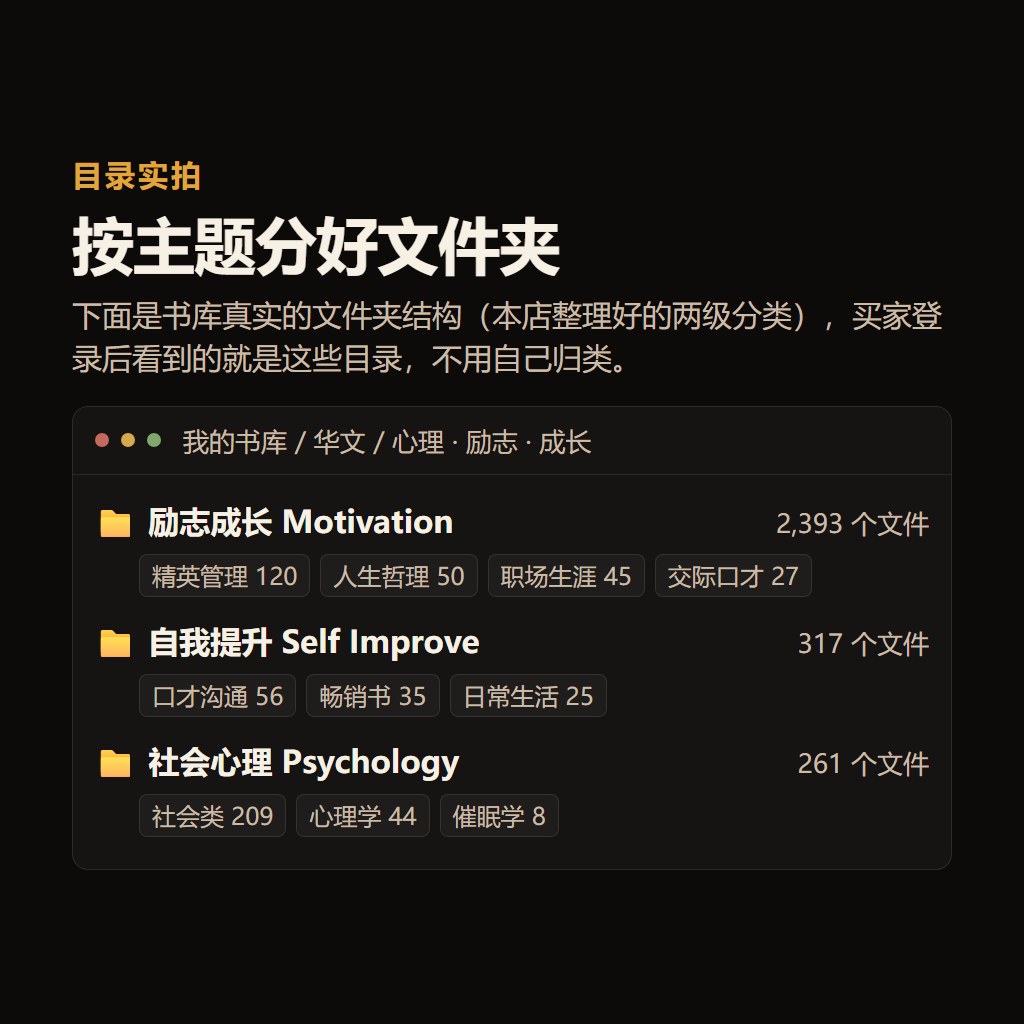 目录实拍
按主题分好文件夹
下面是书库真实的文件夹结构（本店整理好的两级分类），买家登
录后看到的就是这些目录，不用自己归类。
我的书库 / 华文 / 心理 · 励志 · 成长
励志成长 Motivation 2,393 个文件
精英管理 120 人生哲理 50 职场生涯 45 交际口才 27
自我提升 Self Improve 317 个文件
口才沟通 56 畅销书 35 日常生活 25
社会心理 Psychology 261 个文件
社会类 209 心理学 44 催眠学 8